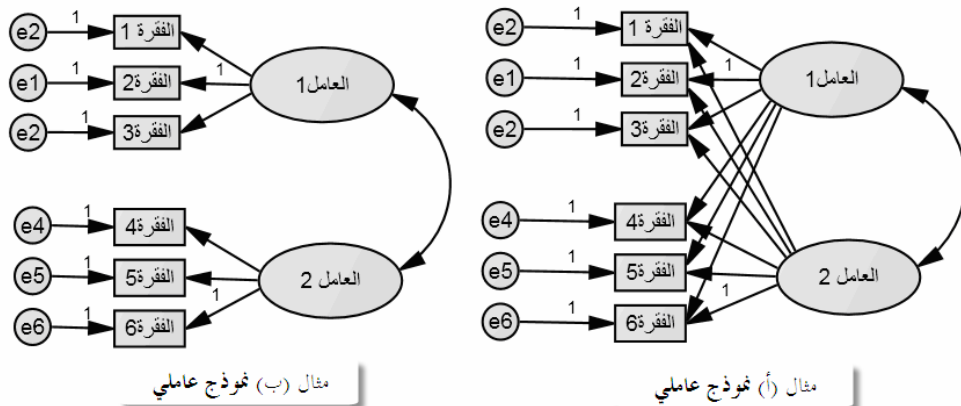 e2 1 الفقرة 1
e1 1 الفقرة2 1
العامل1
e2 1 الفقرة3
e4 1 الفقرة4
e5 1 الفقرة5
العامل 2
e6 1 الفقرة6 1
مثال (أ) نموذج عاملي
e2 1 الفقرة 1
e1 1 الفقرة2 1
العامل1
e2 1 الفقرة3
e4 1 الفقرة4
e5 1 الفقرة5
العامل 2
e6 1 الفقرة6 1
مثال (ب) نموذج عاملي